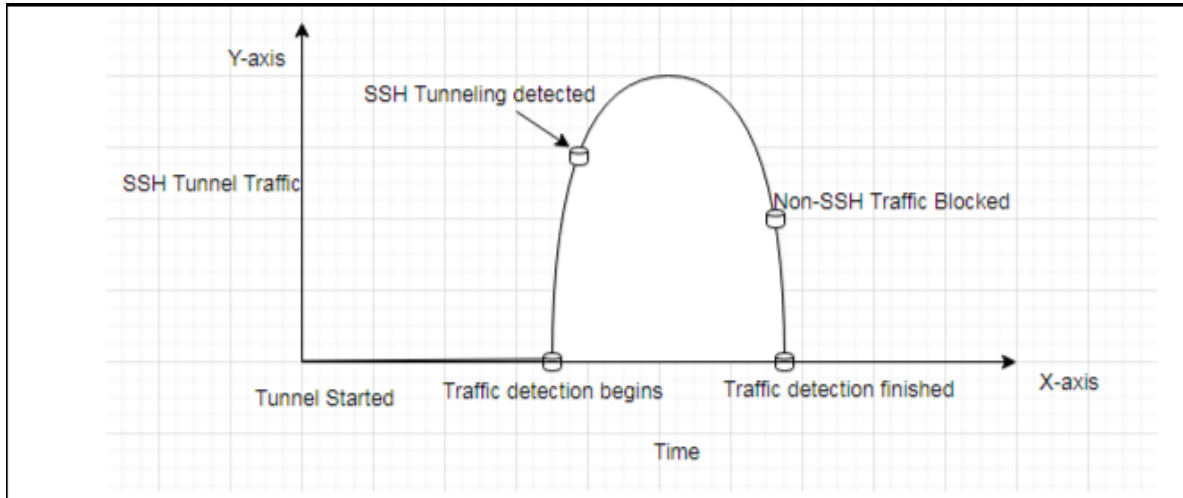 Y-axis
SSH Tunneling detected
SSH Tunnel Traffic
Non-SSH Traffic Blocked
Tunnel Started
Traffic detection begins
Traffic detection finished
X-axis
Time